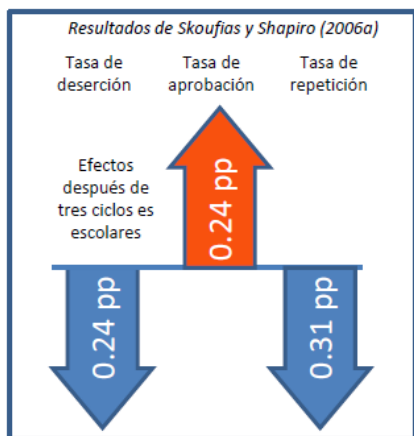 Resultados de Skoufias y Shapiro (2006a)
Tasa de
deserción
Tasa de
aprobación
Tasa de
repetición
Efectos
después de
tres ciclos es
escolares
0.24 pp
0.24 pp
0.31 pp